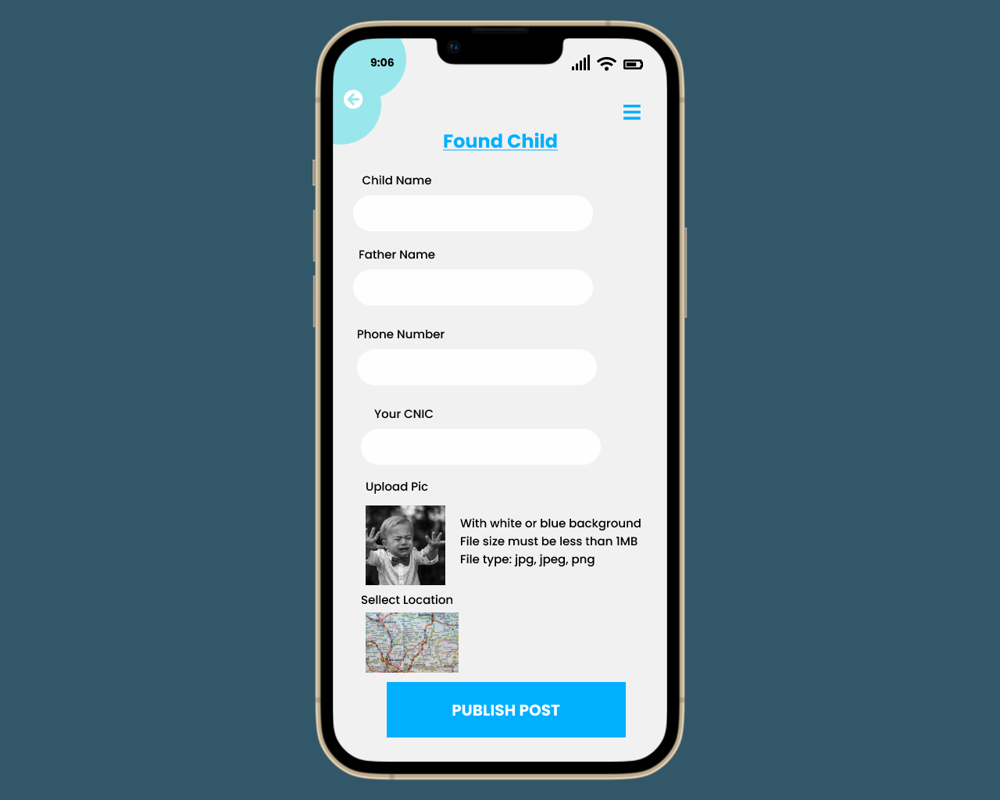 9:06
Found Child
Child Name
Father Name
Phone Number
Your CNIC
Upload Pic
With white or blue background
File size must be less than 1MB
File type: jpg, jpeg, png
Sellect Location
PUBLISH POST